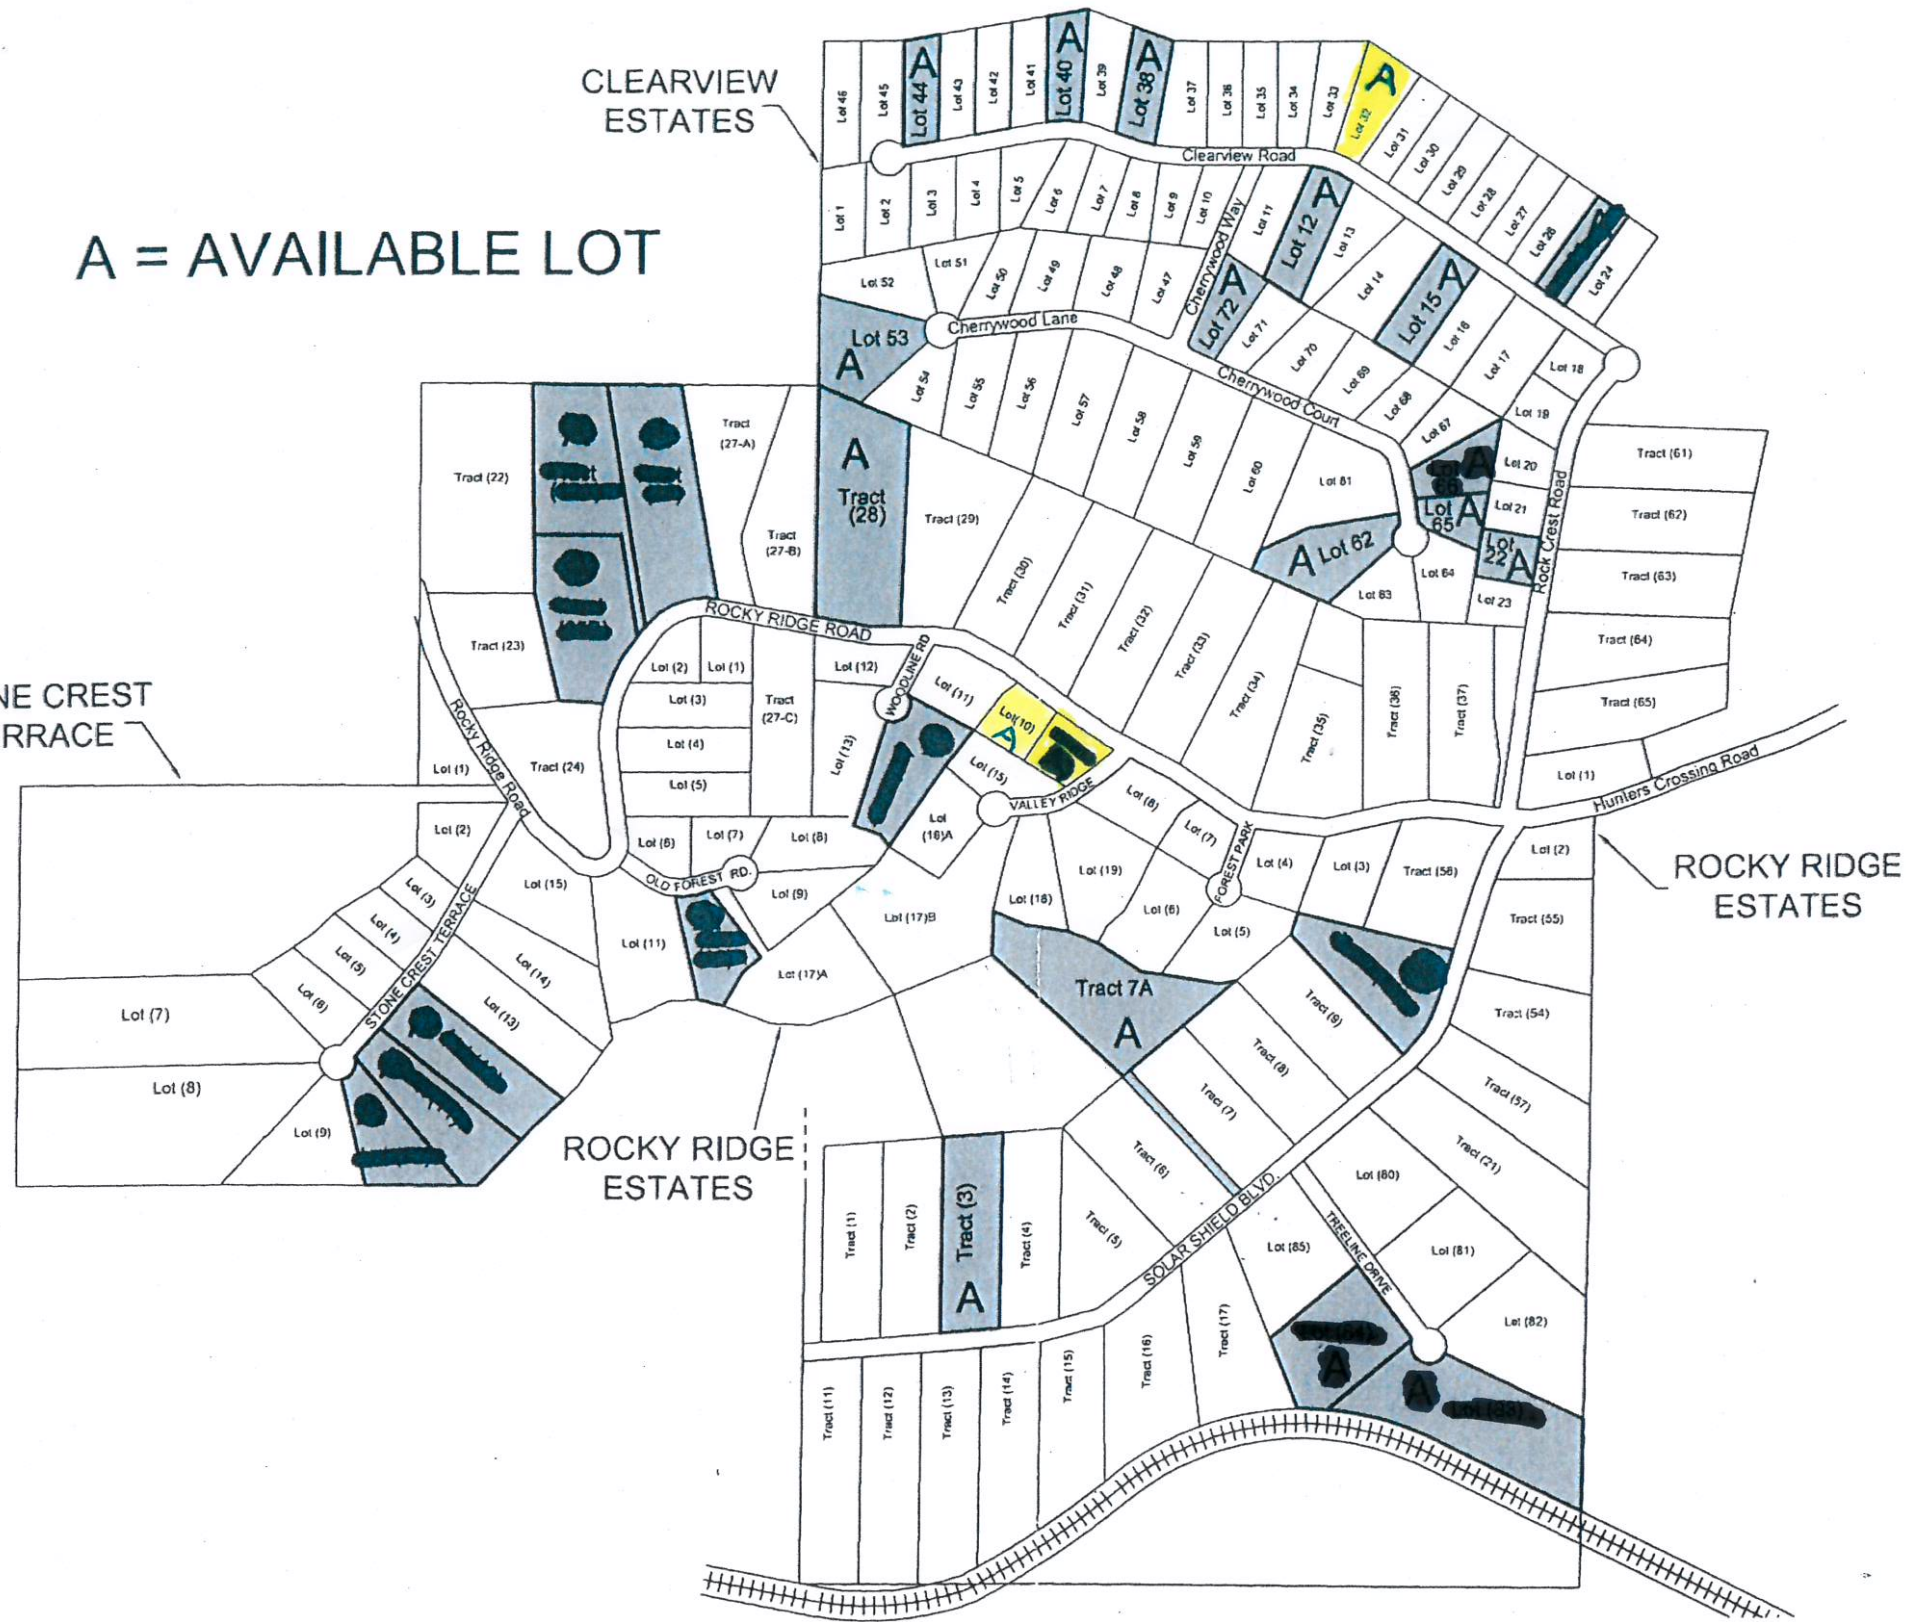 CLEARVIEW
ESTATES
A = AVAILABLE LOT
Lot 46
Lot 45
A
Lot 44
Lot 43
Lot 42
Lot 41
A
Lot 40
Lot 39
A
Lot 38
Lot 37
Lot 36
Lot 35
Lot 34
Lot 33
A
Lot 32
Lot 31
Lot 30
Lot 29
Lot 28
Lot 27
Lot 26
Lot 24
Clearview Road
Lot 1
Lot 2
Lot 3
Lot 4
Lot 5
Lot 6
Lot 7
Lot 8
Lot 9
Lot 10
Cherrywood Way
Lot 11
Lot 12 A
Lot 13
Lot 14
Lot 15 A
Lot 16
Lot 17
Lot 18
Lot 19
Lot 20
Lot 21
Lot
22 A
Lot 23
Lot 52
Lot 51
Lot 50
Lot 49
Lot 48
Lot 47
Lot 72 A
Lot 71
Lot 70
Lot 69
Lot 68
Lot 67
Lot A
66
Lot A
65
Lot 64
Lot 63
A Lot 62
Lot 61
Lot 60
Lot 59
Lot 58
Lot 57
Lot 56
Lot 55
Lot 54
Lot 53
A
Cherrywood Lane
Cherrywood Court
Rock Crest Road
Tract (61)
Tract (62)
Tract (63)
Tract (64)
Tract (65)
Lot (1)
Hunters Crossing Road
Tract (22)
Tract (23)
Tract (24)
Tract
(27-A)
Tract
(27-B)
Tract
(27-C)
A
Tract
(28)
Tract (29)
Tract (30)
Tract (31)
Tract (32)
Tract (33)
Tract (34)
Tract (35)
Tract (36)
Tract (37)
ROCKY RIDGE ROAD
WOODLINE RD
Lot (2)
Lot (1)
Lot (3)
Lot (4)
Lot (5)
Lot (12)
Lot (13)
Lot (11)
Lot(10)
A
Lot (15)
Lot
(16)A
VALLEY RIDGE
Lot (6)
Lot (7)
Lot (8)
Lot (9)
OLD FOREST RD.
Lot (11)
Lot (17)A
Lot (17)B
Lot (18)
Lot (19)
Lot (8)
Lot (7)
Lot (6)
Lot (5)
Lot (4)
Lot (3)
FOREST PARK
Tract (56)
Lot (2)
Tract (55)
Tract (54)
Tract (57)
Tract (21)
ROCKY RIDGE
ESTATES
NE CREST
RRACE
Rocky Ridge Road
Lot (1)
Lot (2)
Lot (3)
Lot (4)
Lot (5)
Lot (6)
Lot (7)
Lot (8)
Lot (9)
STONE CREST TERRACE
Lot (15)
Lot (14)
Lot (13)
ROCKY RIDGE
ESTATES
Tract 7A
A
Tract (9)
Tract (8)
Tract (7)
Tract (6)
Tract (5)
Tract (4)
Tract (3)
A
Tract (2)
Tract (1)
SOLAR SHIELD BLVD.
TREELINE DRIVE
Lot (80)
Lot (81)
Lot (82)
Lot (85)
Lot (84)
A
A
Lot (83)
Tract (11)
Tract (12)
Tract (13)
Tract (14)
Tract (15)
Tract (16)
Tract (17)